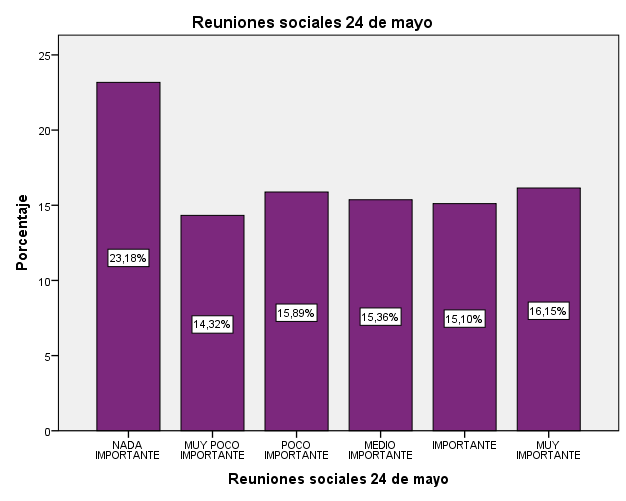 Reuniones sociales 24 de mayo
Porcentaje
25
20
15
10
5
0
23,18%
14,32%
15,89%
15,36%
15,10%
16,15%
NADA
IMPORTANTE
MUY POCO
IMPORTANTE
POCO
IMPORTANTE
MEDIO
IMPORTANTE
IMPORTANTE
MUY
IMPORTANTE
Reuniones sociales 24 de mayo